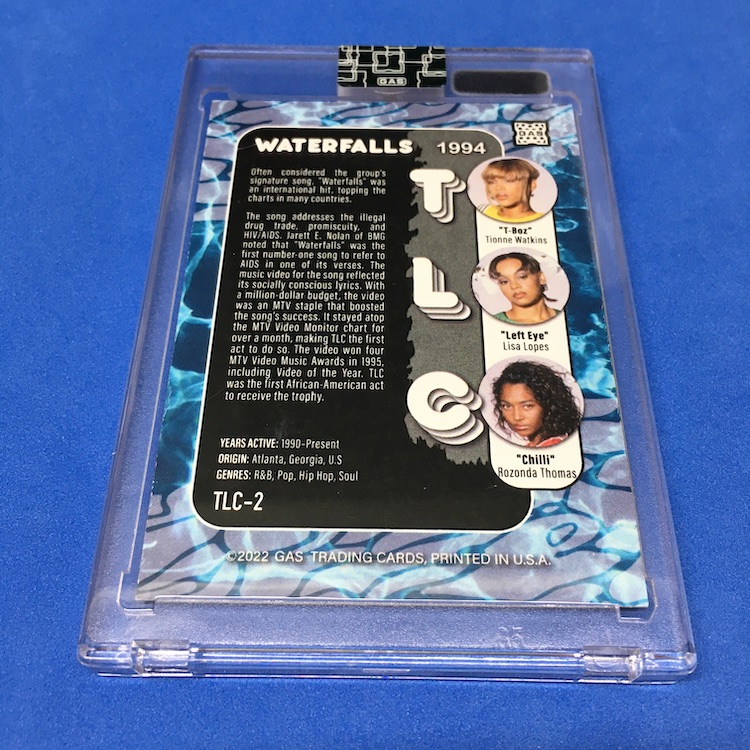 GAS
GAS
WATERFALLS 1994
Often considered the group's
signature song, "Waterfalls" was
an international hit, topping the
charts in many countries.
The song addresses the illegal
drug trade, promiscuity, and
HIV/AIDS. Jarett E. Nolan of BMG
noted that "Waterfalls" was the
first number-one song to refer to
AIDS in one of its verses. The
music video for the song reflected
its socially conscious lyrics. With
a million-dollar budget, the video
was an MTV staple that boosted
the song's success. It stayed atop
the MTV Video Monitor chart for
over a month, making TLC the first
act to do so. The video won four
MTV Video Music Awards in 1995,
including Video of the Year. TLC
was the first African-American act
to receive the trophy.
YEARS ACTIVE: 1990-Present
ORIGIN: Atlanta, Georgia, U.S
GENRES: R&B, Pop, Hip Hop, Soul
TLC-2
T
L
C
"T-Boz"
Tionne Watkins
"Left Eye"
Lisa Lopes
"Chilli"
Rozonda Thomas
©2022 GAS TRADING CARDS, PRINTED IN U.S.A.